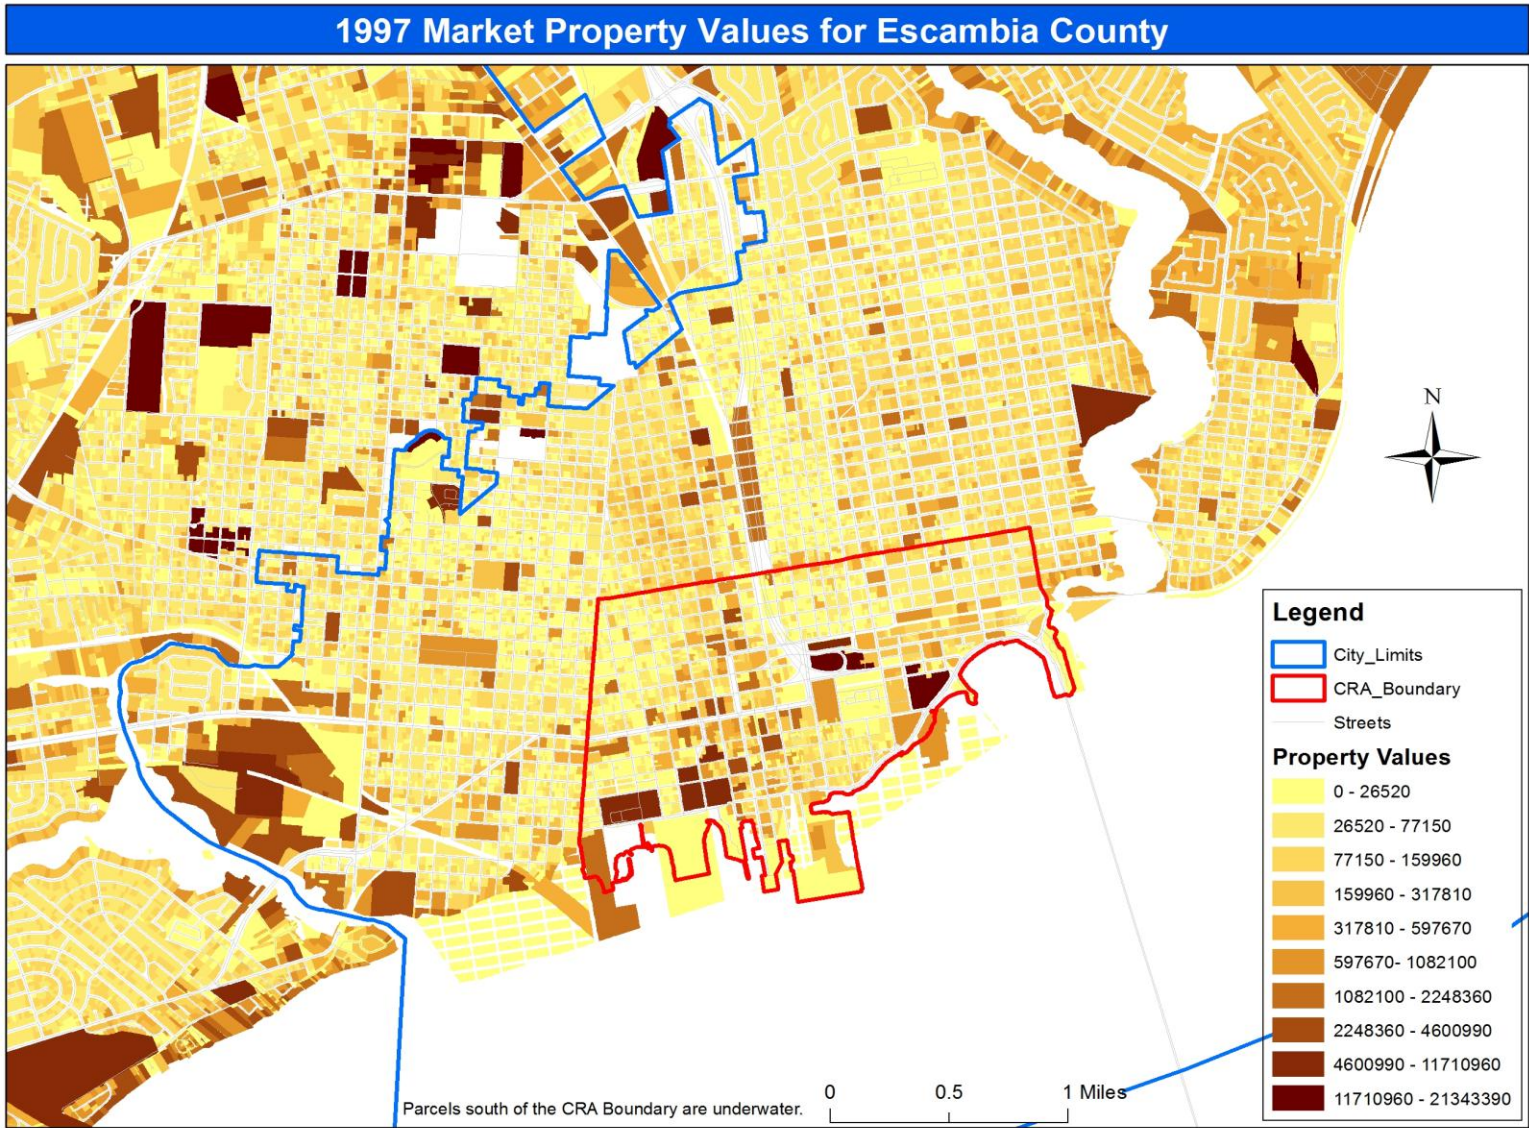 1997 Market Property Values for Escambia County
N
Legend
City_Limits
CRA_Boundary
Streets
Property Values
0 - 26520
26520 - 77150
77150 - 159960
159960 - 317810
317810 - 597670
597670- 1082100
1082100 - 2248360
2248360 - 4600990
4600990 - 11710960
11710960 - 21343390
0 0.5 1 Miles
Parcels south of the CRA Boundary are underwater.